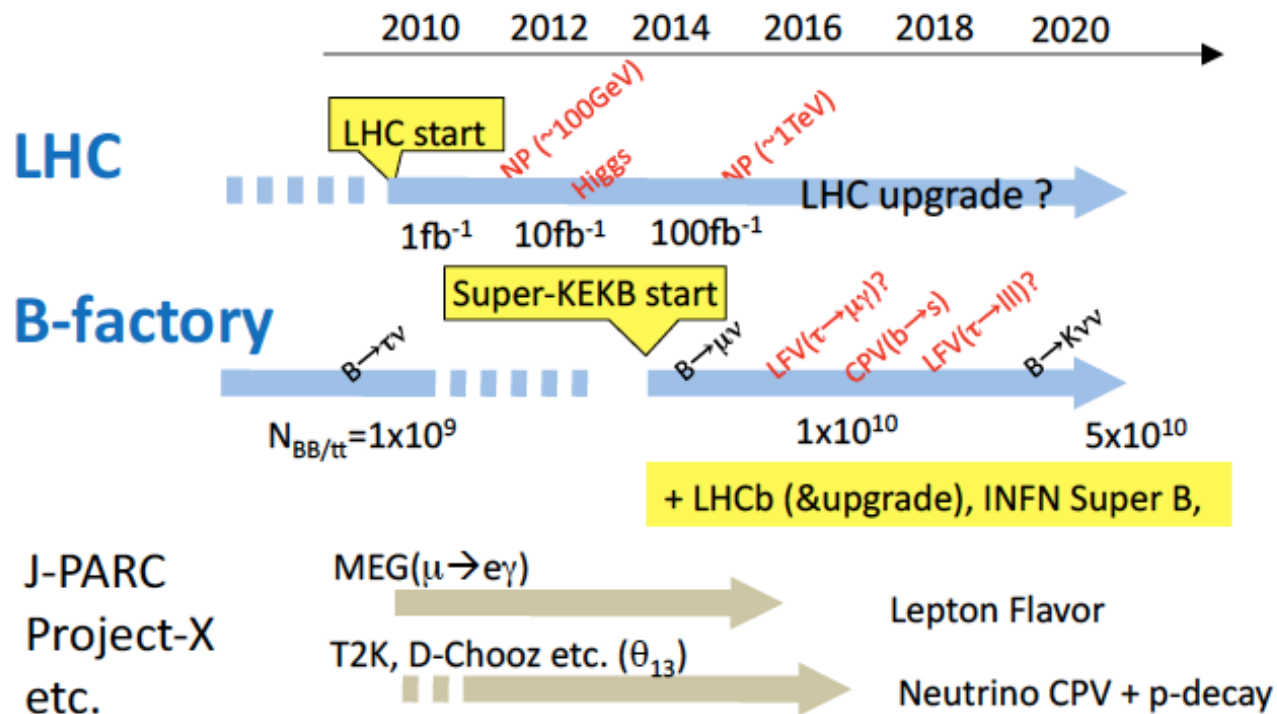 2010 2012 2014 2016 2018 2020
LHC
LHC start
NP (~100GeV)
Higgs
NP (~1TeV)
LHC upgrade ?
1fb⁻¹ 10fb⁻¹ 100fb⁻¹
B-factory
Super-KEKB start
B→τν
B→μν
LFV(τ→μγ)?
CPV(b→s)
LFV(τ→lll)?
B→Kνν
N_BB/tt=1x10⁹
1x10¹⁰
5x10¹⁰
+ LHCb (&upgrade), INFN Super B,
J-PARC
Project-X
etc.
MEG(μ→eγ)
Lepton Flavor
T2K, D-Chooz etc. (θ₁₃)
Neutrino CPV + p-decay